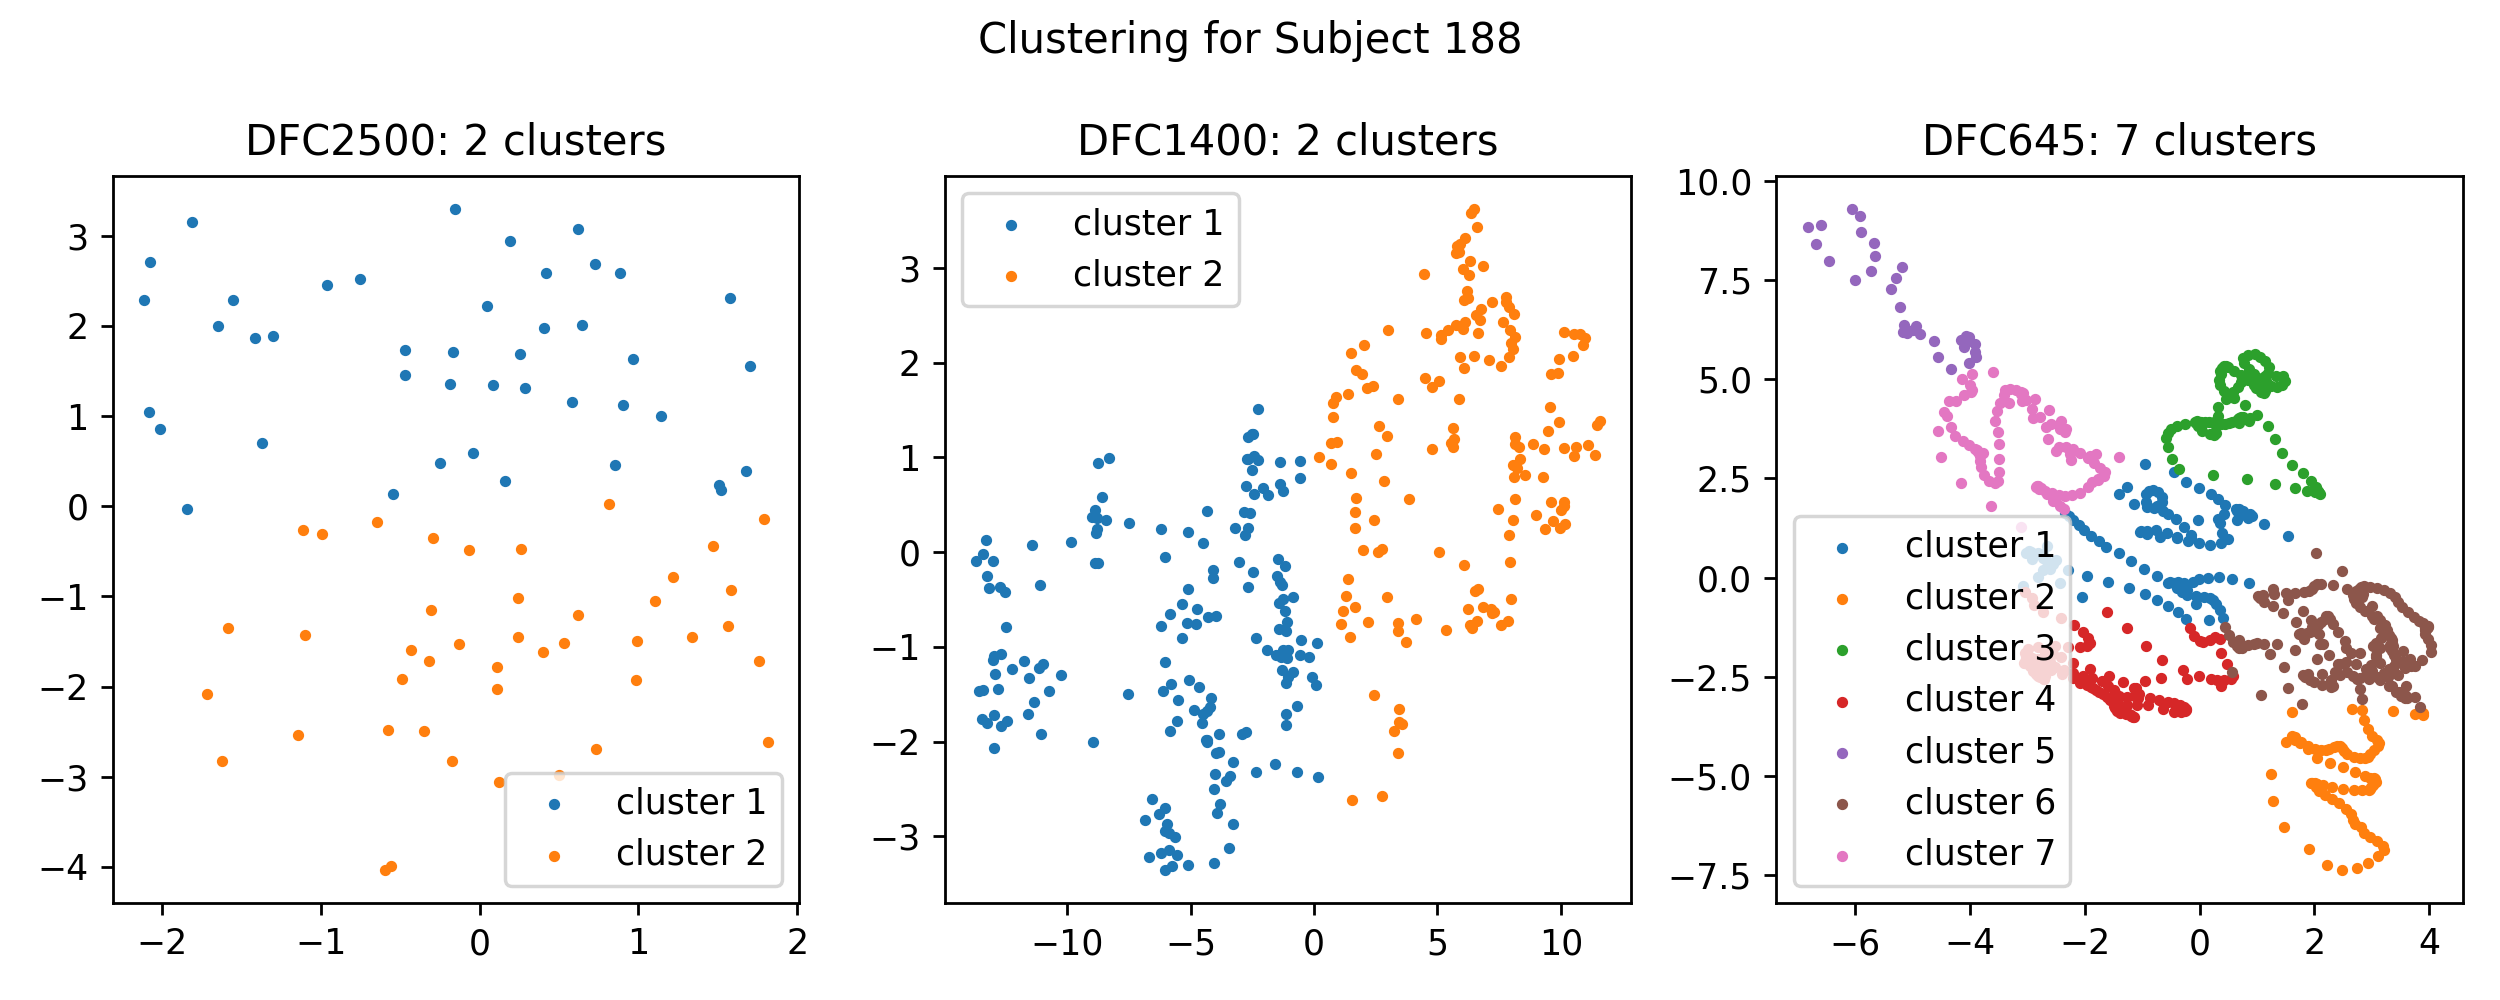 Clustering for Subject 188
DFC2500: 2 clusters
3
2
1
0
−1
−2
−3
−4
−2
−1
0
1
2
cluster 1
cluster 2
DFC1400: 2 clusters
cluster 1
cluster 2
3
2
1
0
−1
−2
−3
−10
−5
0
5
10
DFC645: 7 clusters
10.0
7.5
5.0
2.5
0.0
−2.5
−5.0
−7.5
−6
−4
−2
0
2
4
cluster 1
cluster 2
cluster 3
cluster 4
cluster 5
cluster 6
cluster 7